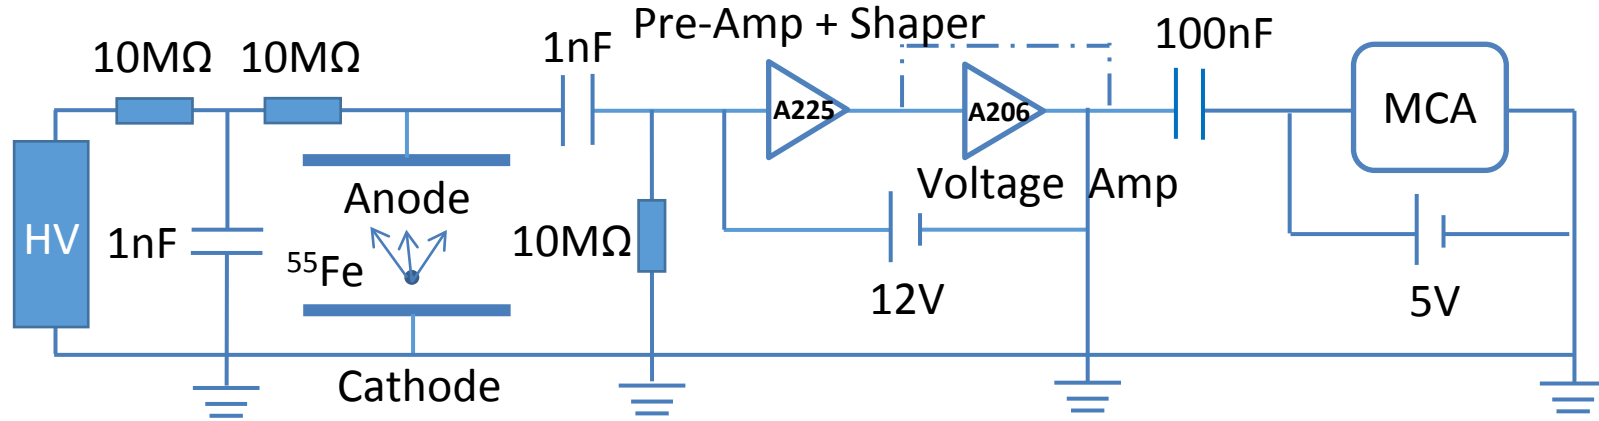 Pre-Amp + Shaper
10MΩ 10MΩ 1nF 100nF
A225 A206 MCA
Anode Voltage Amp
HV 1nF 10MΩ
⁵⁵Fe
12V 5V
Cathode